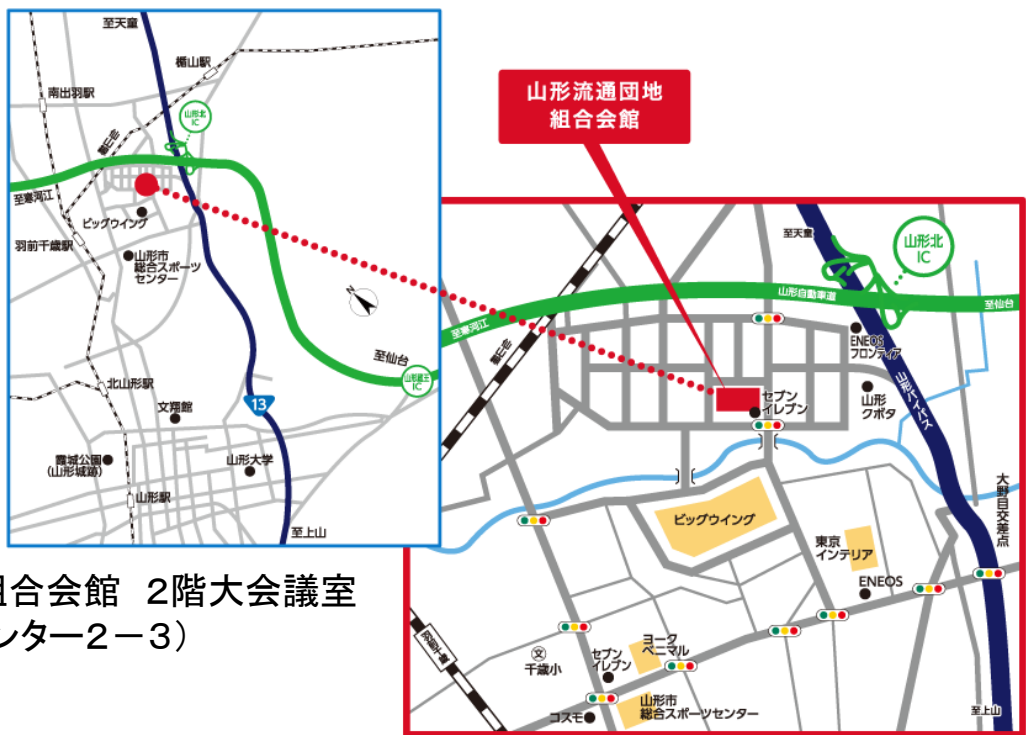 至天童
楯山駅
南出羽駅
山形北
IC
至寒河江
ビッグウイング
羽前千歳駅
山形市
総合スポーツ
センター
N
至仙台
山形蔵王
IC
北山形駅
13
文翔館
霞城公園
(山形城跡)
山形大学
山形駅
至上山
山形流通団地
組合会館
至天童
山形北
IC
山形自動車道
至仙台
至寒河江
ENEOS
フロンティア
山形バイパス
セブン
イレブン
山形
クボタ
大野目交差点
ビッグウイング
東京
インテリア
ENEOS
羽前千歳
ヨーク
ベニマル
文
千歳小
セブン
イレブン
山形市
総合スポーツセンター
コスモ
至上山
組合会館 2階大会議室
ンター2-3)